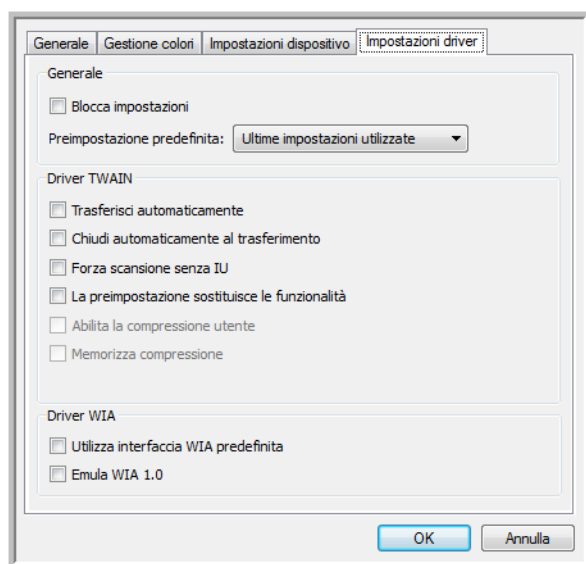 Generale Gestione colori Impostazioni dispositivo Impostazioni driver
Generale
Blocca impostazioni
Preimpostazione predefinita: Ultime impostazioni utilizzate
Driver TWAIN
Trasferisci automaticamente
Chiudi automaticamente al trasferimento
Forza scansione senza IU
La preimpostazione sostituisce le funzionalità
Abilita la compressione utente
Memorizza compressione
Driver WIA
Utilizza interfaccia WIA predefinita
Emula WIA 1.0
OK Annulla